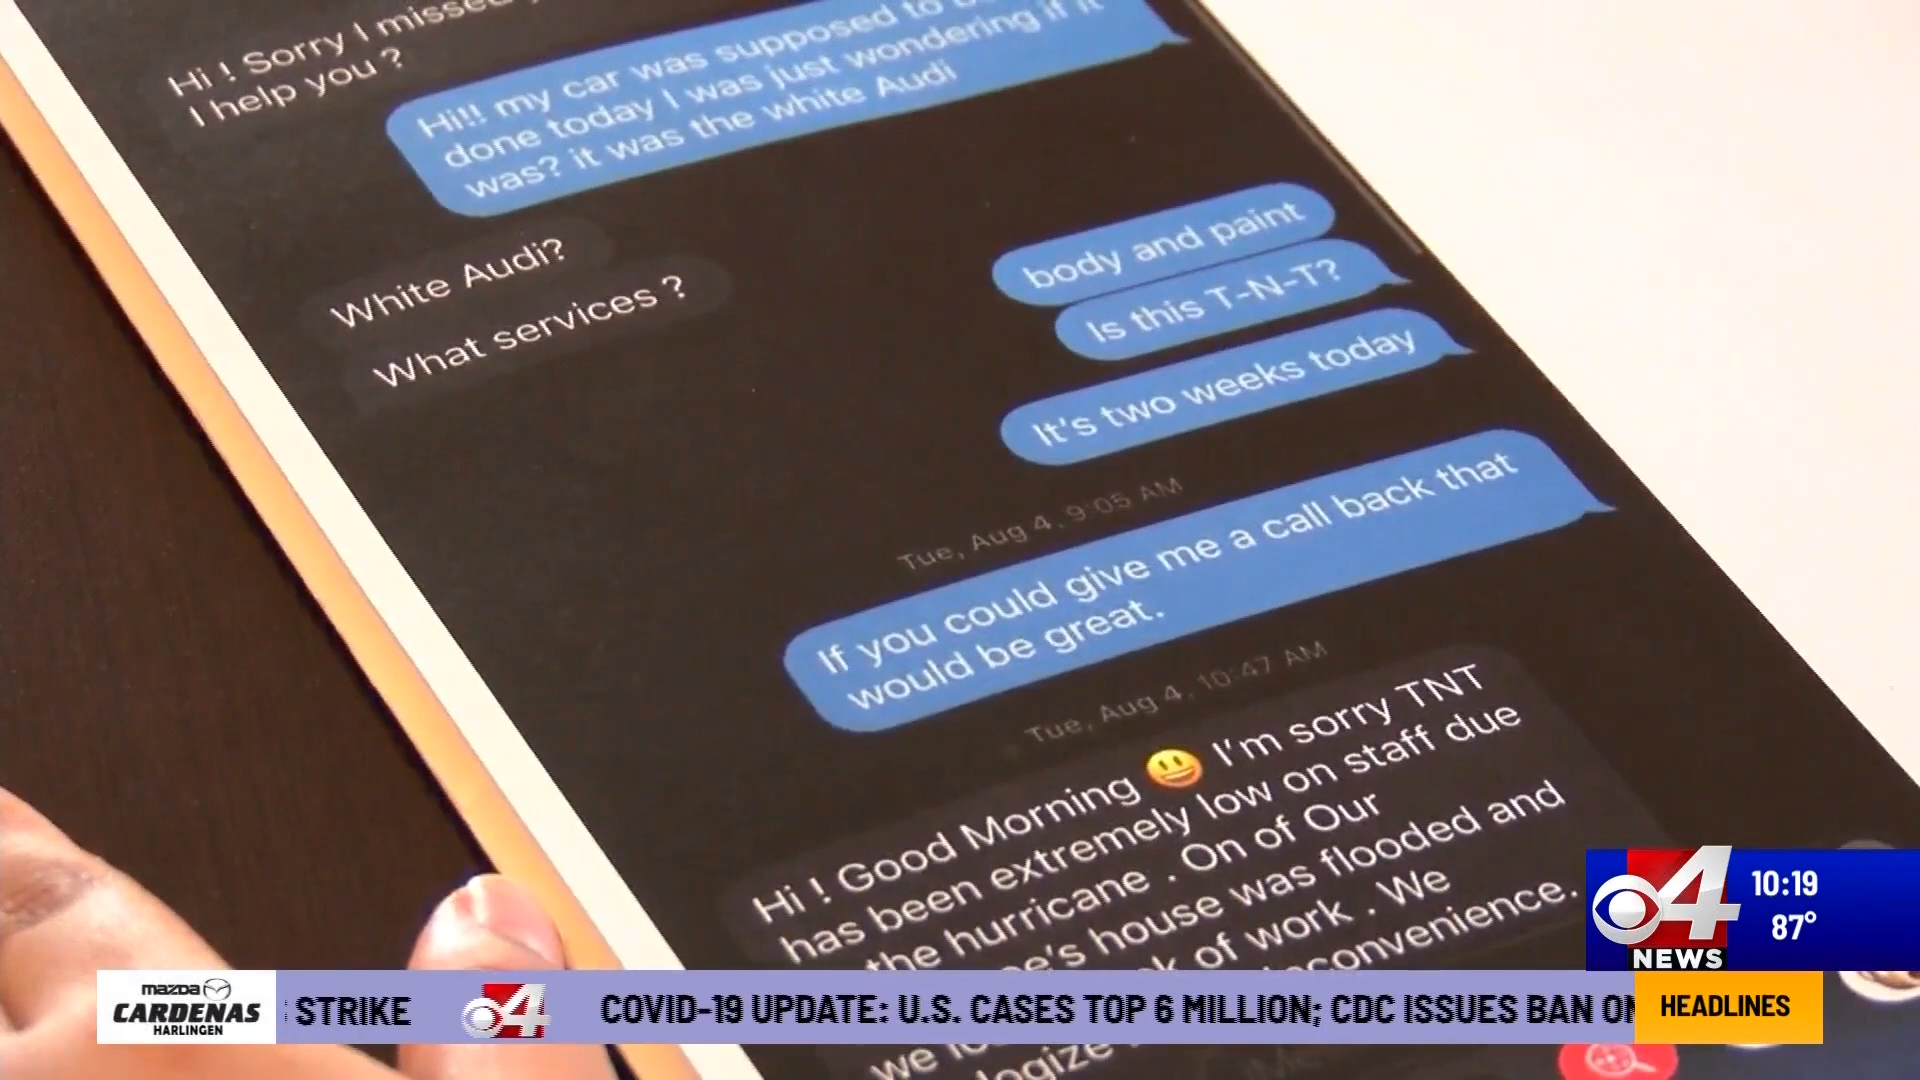 Hi ! Sorry I missed
I help you ?
Hi!! my car was supposed to
done today I was just wondering if it
was? it was the white Audi
White Audi?
What services ?
body and paint
Is this T-N-T?
It's two weeks today
Tue, Aug 4, 9:05 AM
If you could give me a call back that
would be great.
Tue, Aug 4, 10:47 AM
Hi ! Good Morning 😃 I'm sorry TNT
has been extremely low on staff due
the hurricane . On of Our
house was flooded and
of work . We
4
NEWS
10:19
87°
mazda
CARDENAS
HARLINGEN
STRIKE
4
COVID-19 UPDATE: U.S. CASES TOP 6 MILLION; CDC ISSUES BAN ON
HEADLINES
we